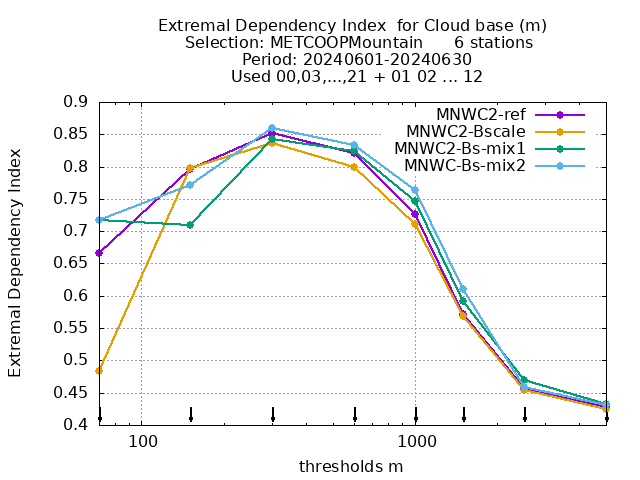 Extremal Dependency Index  for Cloud base (m)
Selection: METCOOPMountain      6 stations
Period: 20240601-20240630
Used 00,03,...,21 + 01 02 ... 12
MNWC2-ref
MNWC2-Bscale
MNWC2-Bs-mix1
MNWC-Bs-mix2
Extremal Dependency Index
0.9
0.85
0.8
0.75
0.7
0.65
0.6
0.55
0.5
0.45
0.4
100
1000
thresholds m